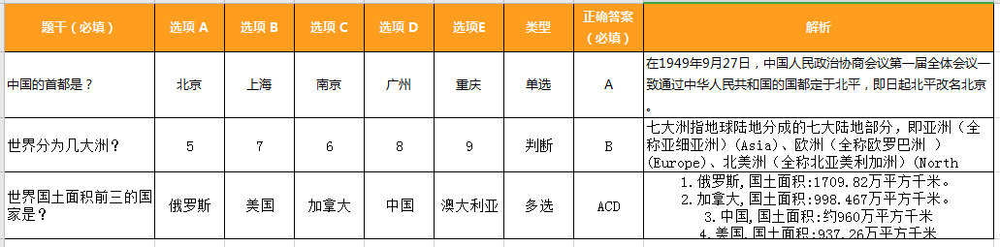 题干（必填） 选项 A 选项 B 选项 C 选项 D 选项E 类型 正确答案（必填） 解析
中国的首都是？ 北京 上海 南京 广州 重庆 单选 A
在1949年9月27日，中国人民政治协商会议第一届全体会议一
致通过中华人民共和国的国都定于北平，即日起北平改名北京
。
世界分为几大洲？ 5 7 6 8 9 判断 B
七大洲指地球陆地分成的七大陆地部分，即亚洲（全
称亚细亚洲）(Asia)、欧洲（全称欧罗巴洲 ）
(Europe)、北美洲（全称北亚美利加洲）(North
世界国土面积前三的国
家是？
俄罗斯 美国 加拿大 中国 澳大利亚 多选 ACD
1.俄罗斯,国土面积:1709.82万平方千米。
2.加拿大,国土面积:998.467万平方千米。
3.中国,国土面积:约960万平方千米
4.美国,国土面积:937.26万平方千米